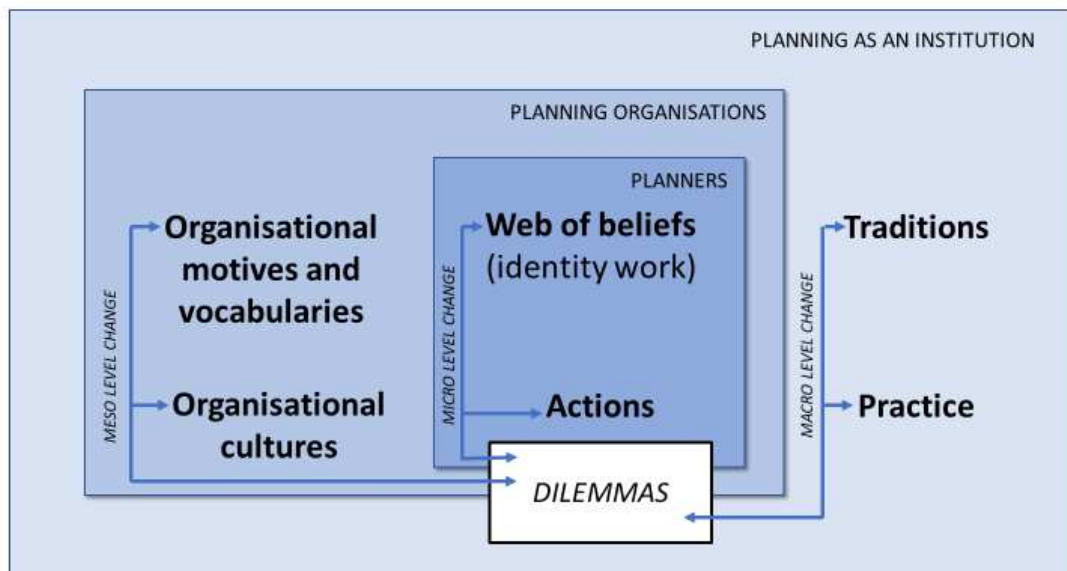 PLANNING AS AN INSTITUTION
PLANNING ORGANISATIONS
PLANNERS
MESO LEVEL CHANGE
Organisational
motives and
vocabularies
Organisational
cultures
MICRO LEVEL CHANGE
Web of beliefs
(identity work)
Actions
MACRO LEVEL CHANGE
Traditions
Practice
DILEMMAS